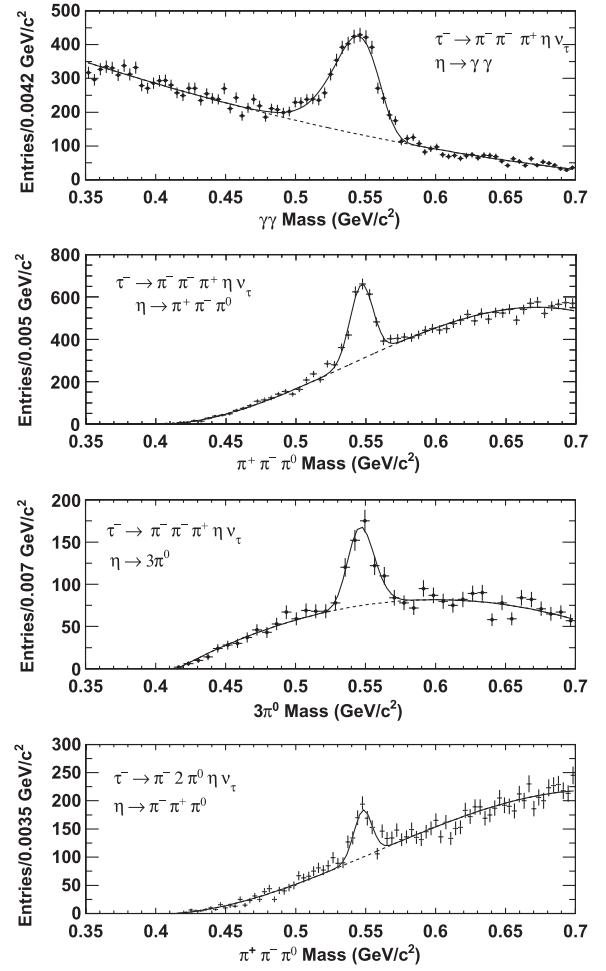 500
400
300
200
100
0
Entries/0.0042 GeV/c²
τ⁻ → π⁻ π⁻ π⁺ η ν_τ
η → γ γ
0.35 0.4 0.45 0.5 0.55 0.6 0.65 0.7
γγ Mass (GeV/c²)
800
600
400
200
0
Entries/0.005 GeV/c²
τ⁻ → π⁻ π⁻ π⁺ η ν_τ
η → π⁺ π⁻ π⁰
0.35 0.4 0.45 0.5 0.55 0.6 0.65 0.7
π⁺ π⁻ π⁰ Mass (GeV/c²)
200
150
100
50
0
Entries/0.007 GeV/c²
τ⁻ → π⁻ π⁻ π⁺ η ν_τ
η → 3π⁰
0.35 0.4 0.45 0.5 0.55 0.6 0.65 0.7
3π⁰ Mass (GeV/c²)
300
250
200
150
100
50
0
Entries/0.0035 GeV/c²
τ⁻ → π⁻ 2 π⁰ η ν_τ
η → π⁻ π⁺ π⁰
0.35 0.4 0.45 0.5 0.55 0.6 0.65 0.7
π⁺ π⁻ π⁰ Mass (GeV/c²)